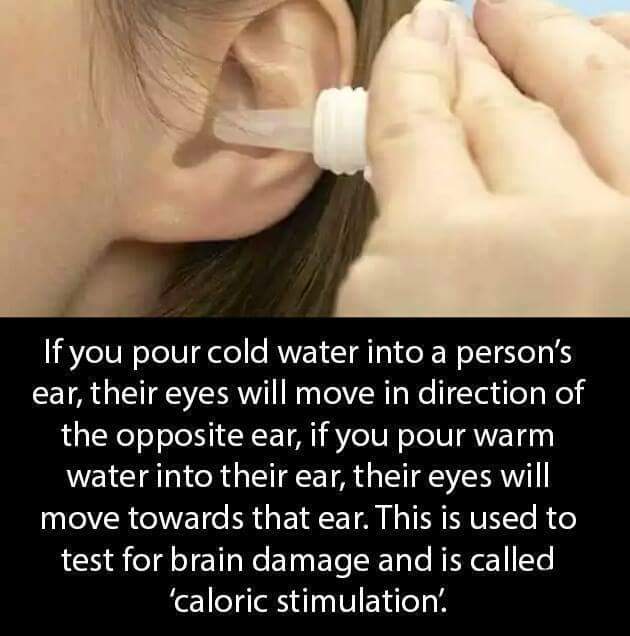 If you pour cold water into a person's
ear, their eyes will move in direction of
the opposite ear, if you pour warm
water into their ear, their eyes will
move towards that ear. This is used to
test for brain damage and is called
'caloric stimulation'.